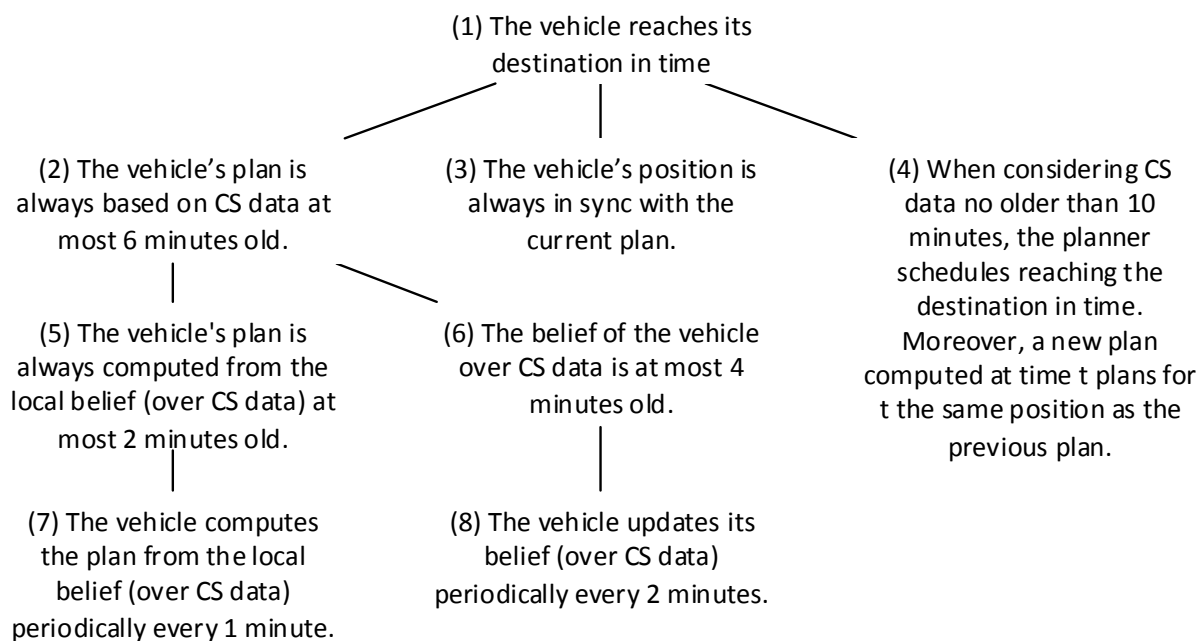 (1) The vehicle reaches its
destination in time
(2) The vehicle’s plan is
always based on CS data at
most 6 minutes old.
(3) The vehicle’s position is
always in sync with the
current plan.
(4) When considering CS
data no older than 10
minutes, the planner
schedules reaching the
destination in time.
Moreover, a new plan
computed at time t plans for
t the same position as the
previous plan.
(5) The vehicle's plan is
always computed from the
local belief (over CS data) at
most 2 minutes old.
(6) The belief of the vehicle
over CS data is at most 4
minutes old.
(7) The vehicle computes
the plan from the local
belief (over CS data)
periodically every 1 minute.
(8) The vehicle updates its
belief (over CS data)
periodically every 2 minutes.